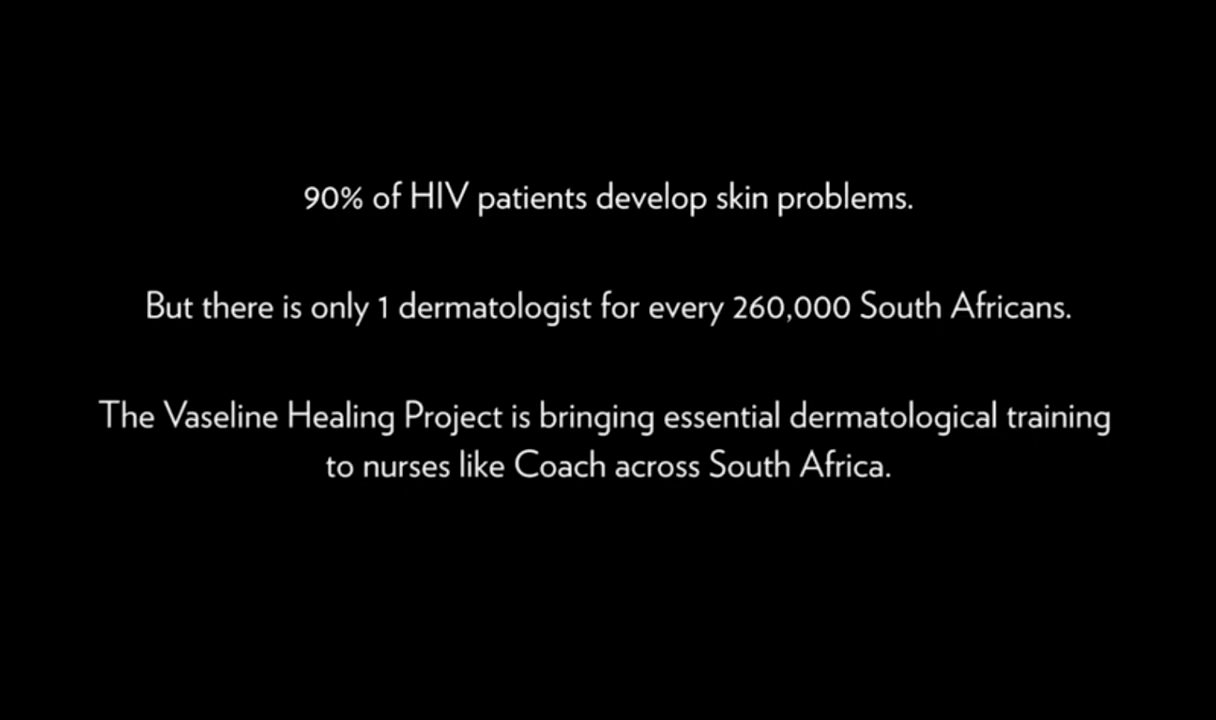 90% of HIV patients develop skin problems.
But there is only 1 dermatologist for every 260,000 South Africans.
The Vaseline Healing Project is bringing essential dermatological training
to nurses like Coach across South Africa.